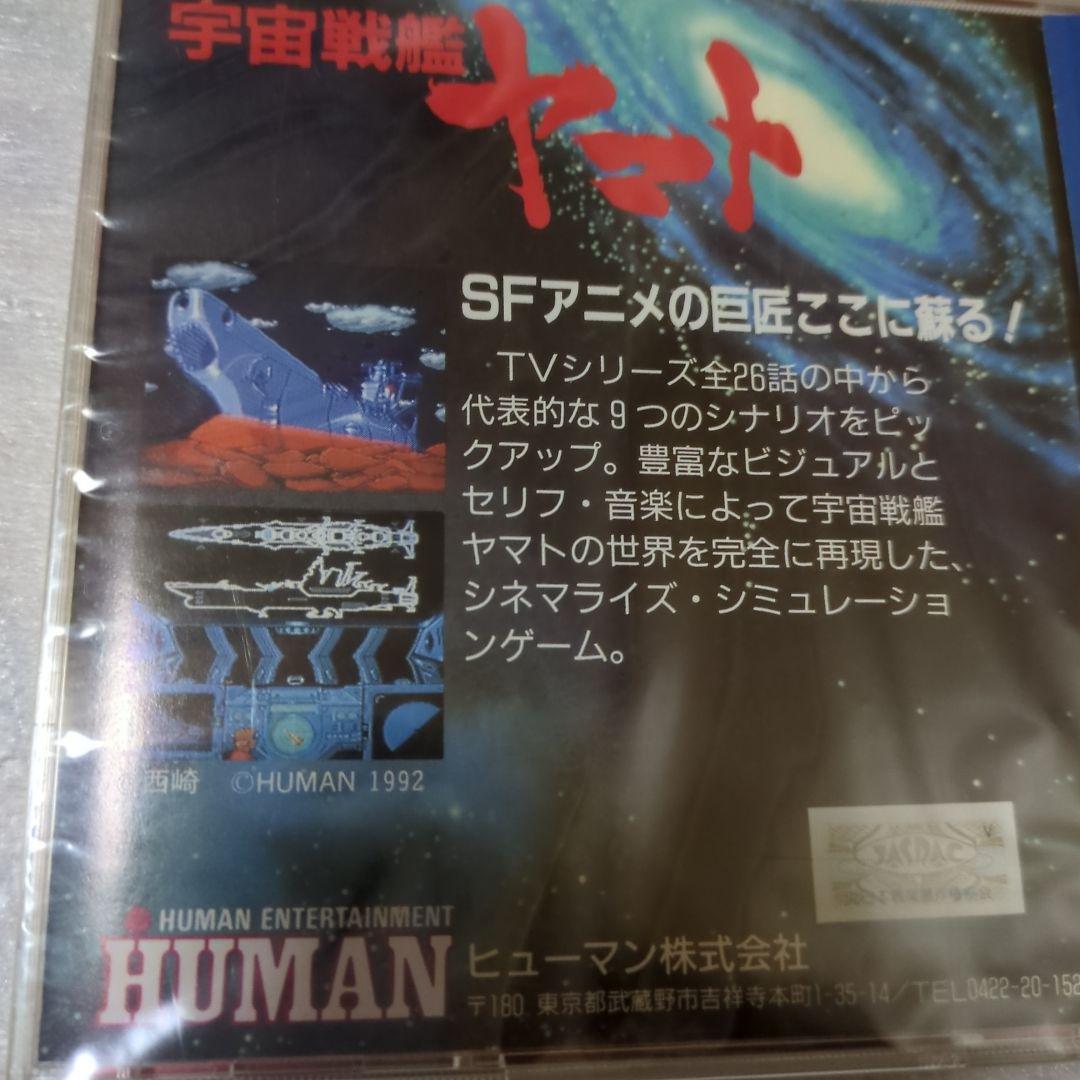 宇宙戦艦
ヤマト
SFアニメの巨匠ここに蘇る!
TVシリーズ全26話の中から
代表的な9つのシナリオをピッ
クアップ。豊富なビジュアルと
セリフ・音楽によって宇宙戦艦
ヤマトの世界を完全に再現した、
シネマライズ・シミュレーショ
ンゲーム。
©西崎 ©HUMAN 1992
JASRAC
HUMAN ENTERTAINMENT
HUMAN
ヒューマン株式会社
〒180 東京都武蔵野市吉祥寺本町1-35-14/TEL0422-20-152